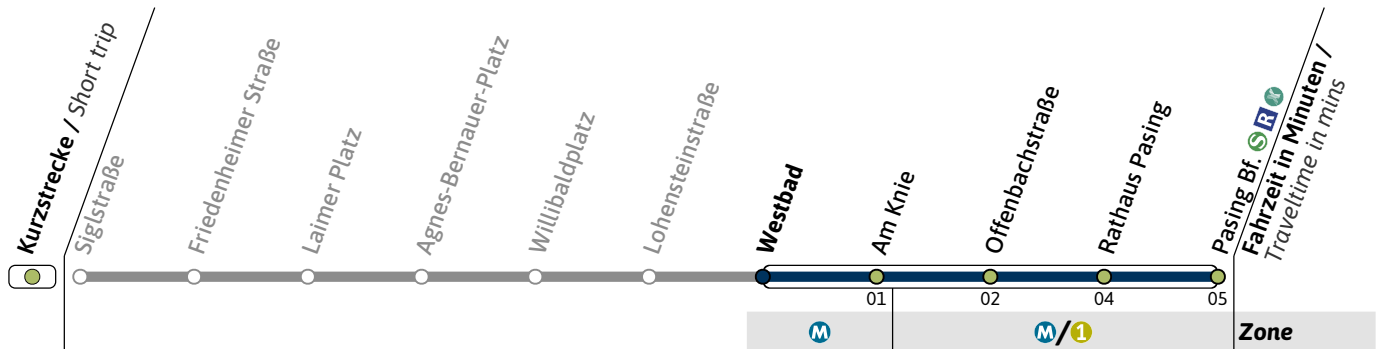 Kurzstrecke / Short trip
Siglstraße
Friedenheimer Straße
Laimer Platz
Agnes-Bernauer-Platz
Willibaldplatz
Lohensteinstraße
Westbad
Am Knie
Offenbachstraße
Rathaus Pasing
Pasing Bf. S R X
Fahrzeit in Minuten /
Traveltime in mins
01 02 04 05
M M/1 Zone